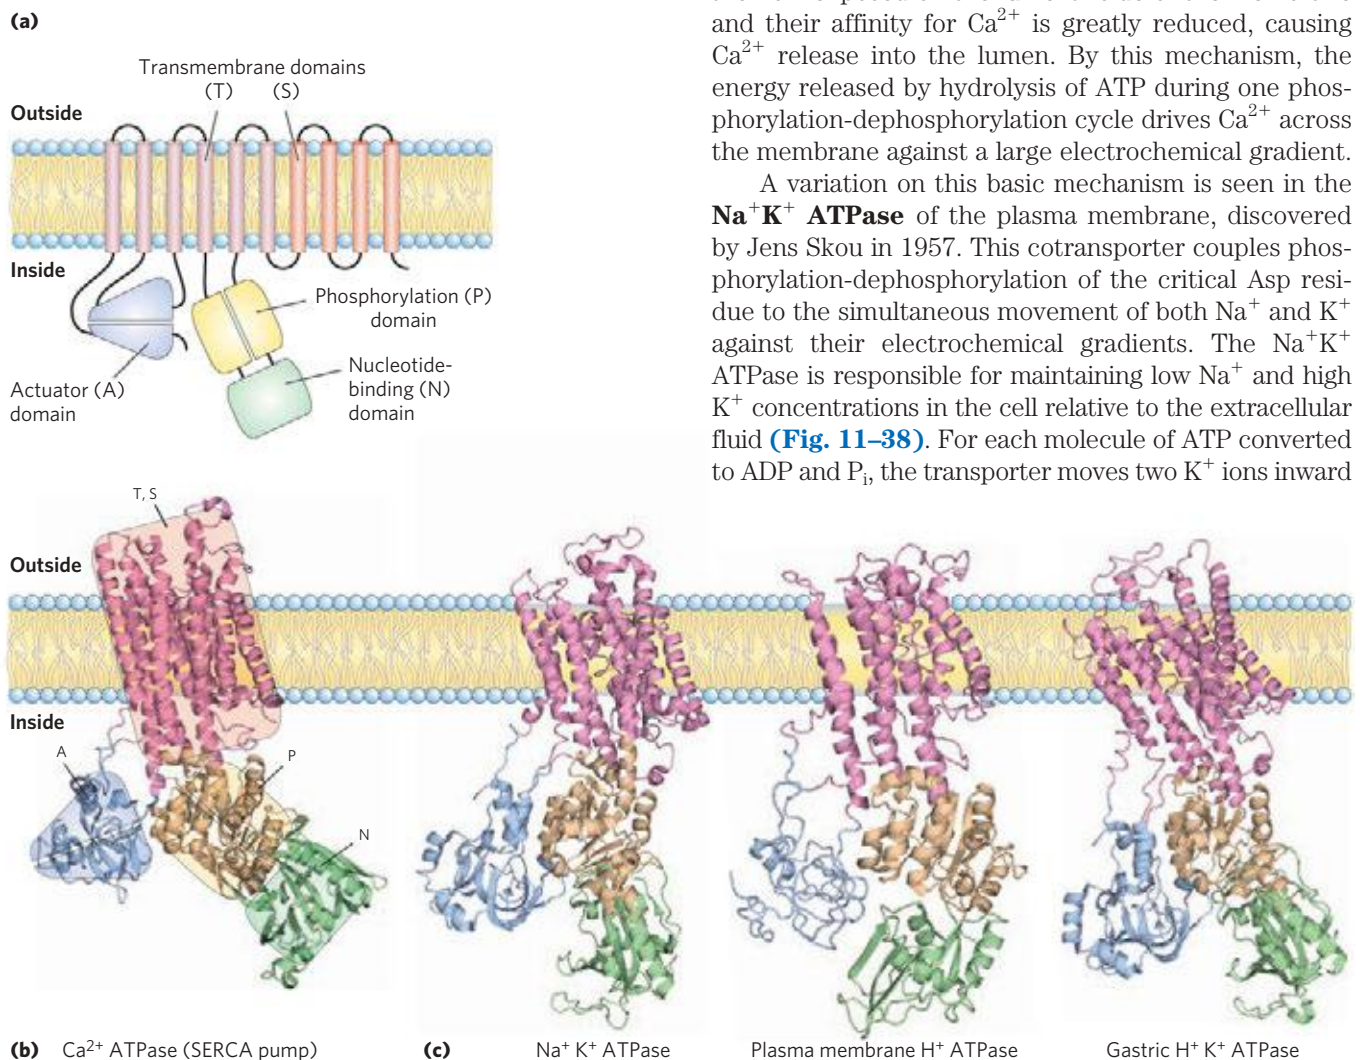 (a)
Transmembrane domains
(T) (S)
Outside
Inside
Phosphorylation (P)
domain
Nucleotide-
binding (N)
domain
Actuator (A)
domain
and their affinity for Ca²⁺ is greatly reduced, causing
Ca²⁺ release into the lumen. By this mechanism, the
energy released by hydrolysis of ATP during one phos-
phorylation-dephosphorylation cycle drives Ca²⁺ across
the membrane against a large electrochemical gradient.
A variation on this basic mechanism is seen in the
Na⁺K⁺ ATPase of the plasma membrane, discovered
by Jens Skou in 1957. This cotransporter couples phos-
phorylation-dephosphorylation of the critical Asp resi-
due to the simultaneous movement of both Na⁺ and K⁺
against their electrochemical gradients. The Na⁺K⁺
ATPase is responsible for maintaining low Na⁺ and high
K⁺ concentrations in the cell relative to the extracellular
fluid (Fig. 11–38). For each molecule of ATP converted
to ADP and Pᵢ, the transporter moves two K⁺ ions inward
T, S
Outside
Inside
A
P
N
(b) Ca²⁺ ATPase (SERCA pump)
(c) Na⁺ K⁺ ATPase
Plasma membrane H⁺ ATPase
Gastric H⁺ K⁺ ATPase